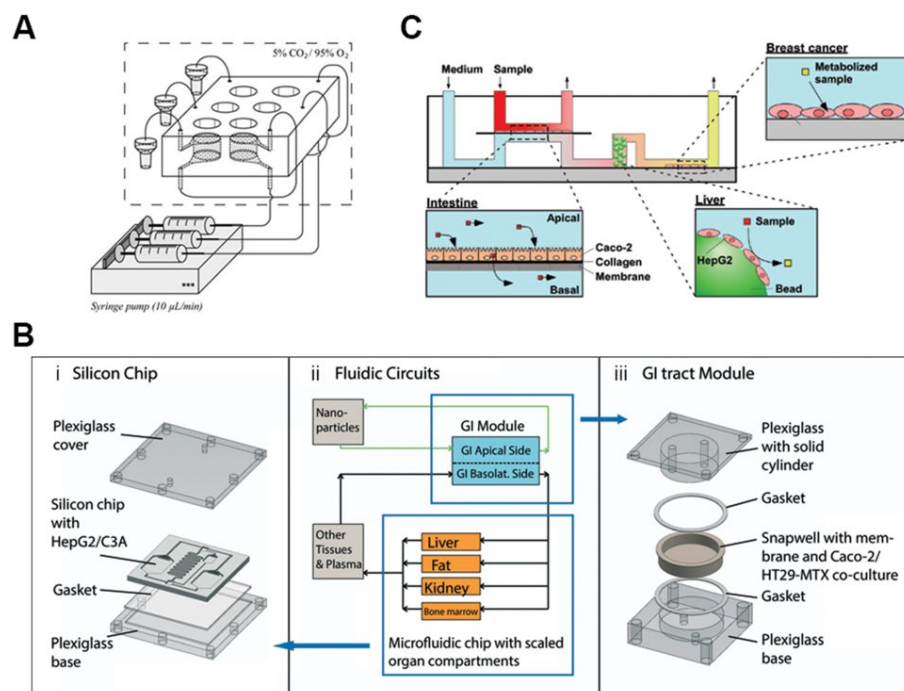 A
5% CO2 / 95% O2
Syringe pump (10 µL/min)
C
Medium
Sample
Breast cancer
Metabolized
sample
Intestine
Apical
Caco-2
Collagen
Membrane
Basal
Liver
Sample
HepG2
Bead
B
i Silicon Chip
Plexiglass
cover
Silicon chip
with
HepG2/C3A
Gasket
Plexiglass
base
ii Fluidic Circuits
Nano-
particles
GI Module
GI Apical Side
GI Basolat. Side
Other
Tissues
& Plasma
Liver
Fat
Kidney
Bone marrow
Microfluidic chip with scaled
organ compartments
iii GI tract Module
Plexiglass
with solid
cylinder
Gasket
Snapwell with mem-
brane and Caco-2/
HT29-MTX co-culture
Gasket
Plexiglass
base